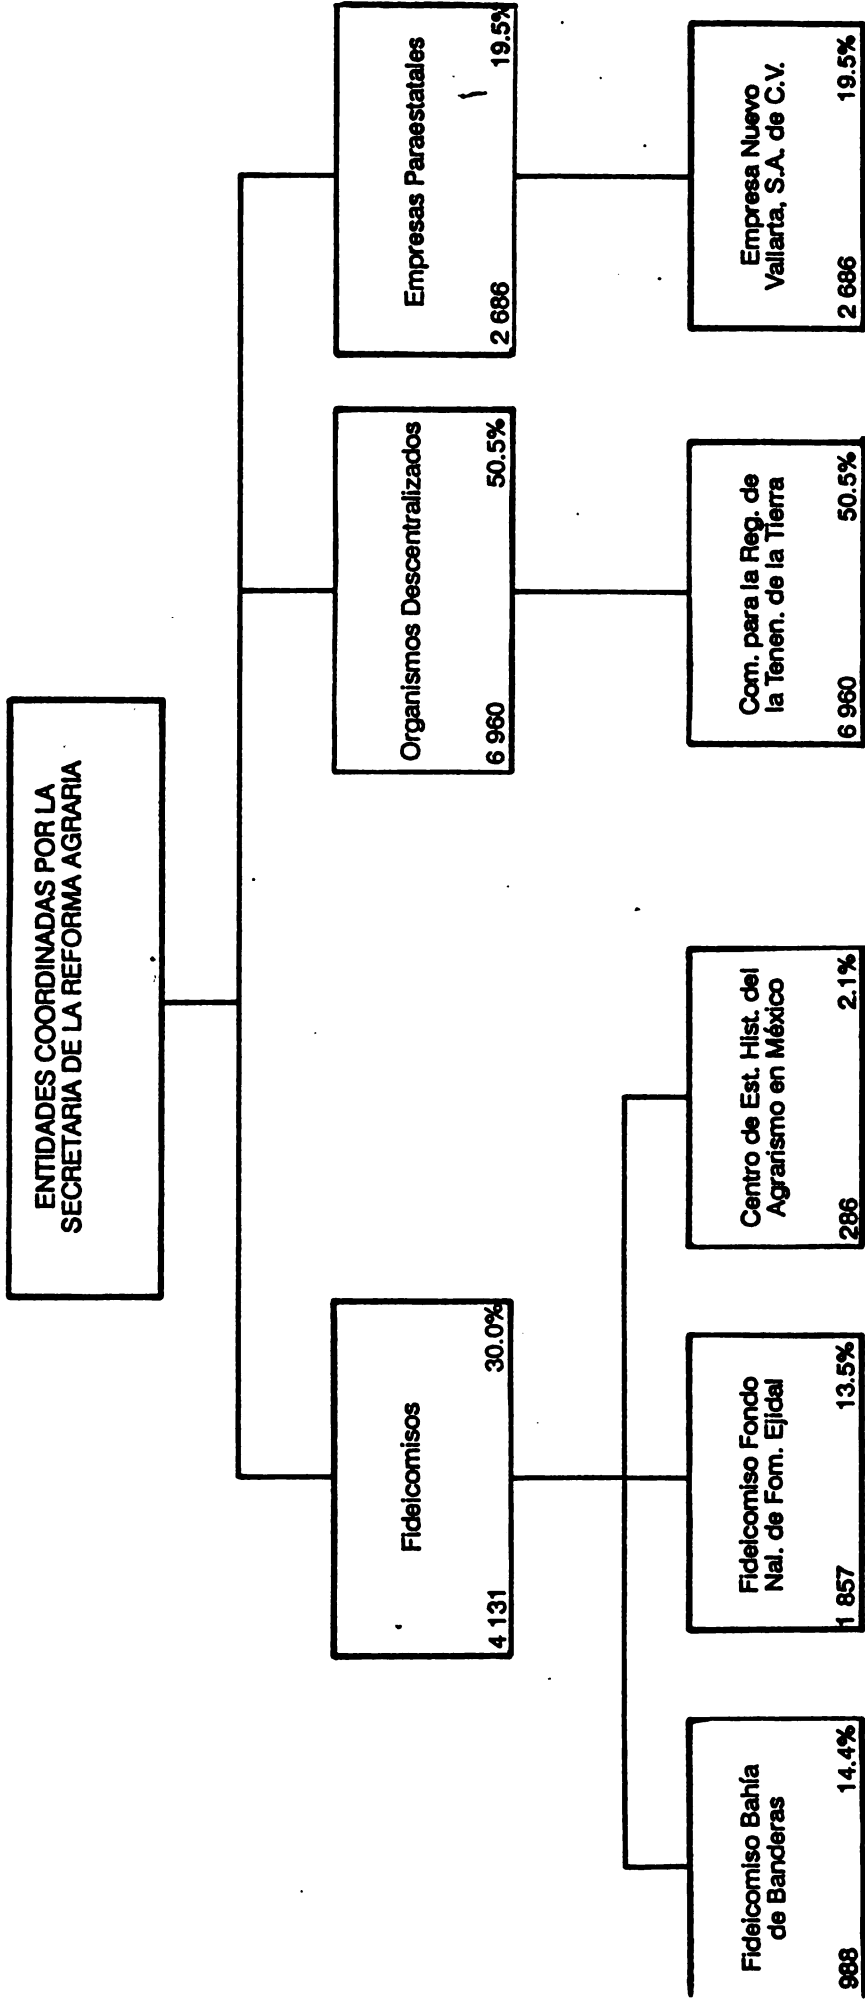 ENTIDADES COORDINADAS POR LA
SECRETARIA DE LA REFORMA AGRARIA
Fideicomisos
4 131 30.0%
Organismos Descentralizados
6 960 50.5%
Empresas Paraestatales
2 686 19.5%
Fideicomiso Bahía
de Banderas
988 14.4%
Fideicomiso Fondo
Nal. de Fom. Ejidal
1 857 13.5%
Centro de Est. Hist. del
Agrarismo en México
286 2.1%
Com. para la Reg. de
la Tenen. de la Tierra
6 960 50.5%
Empresa Nuevo
Vallarta, S.A. de C.V.
2 686 19.5%